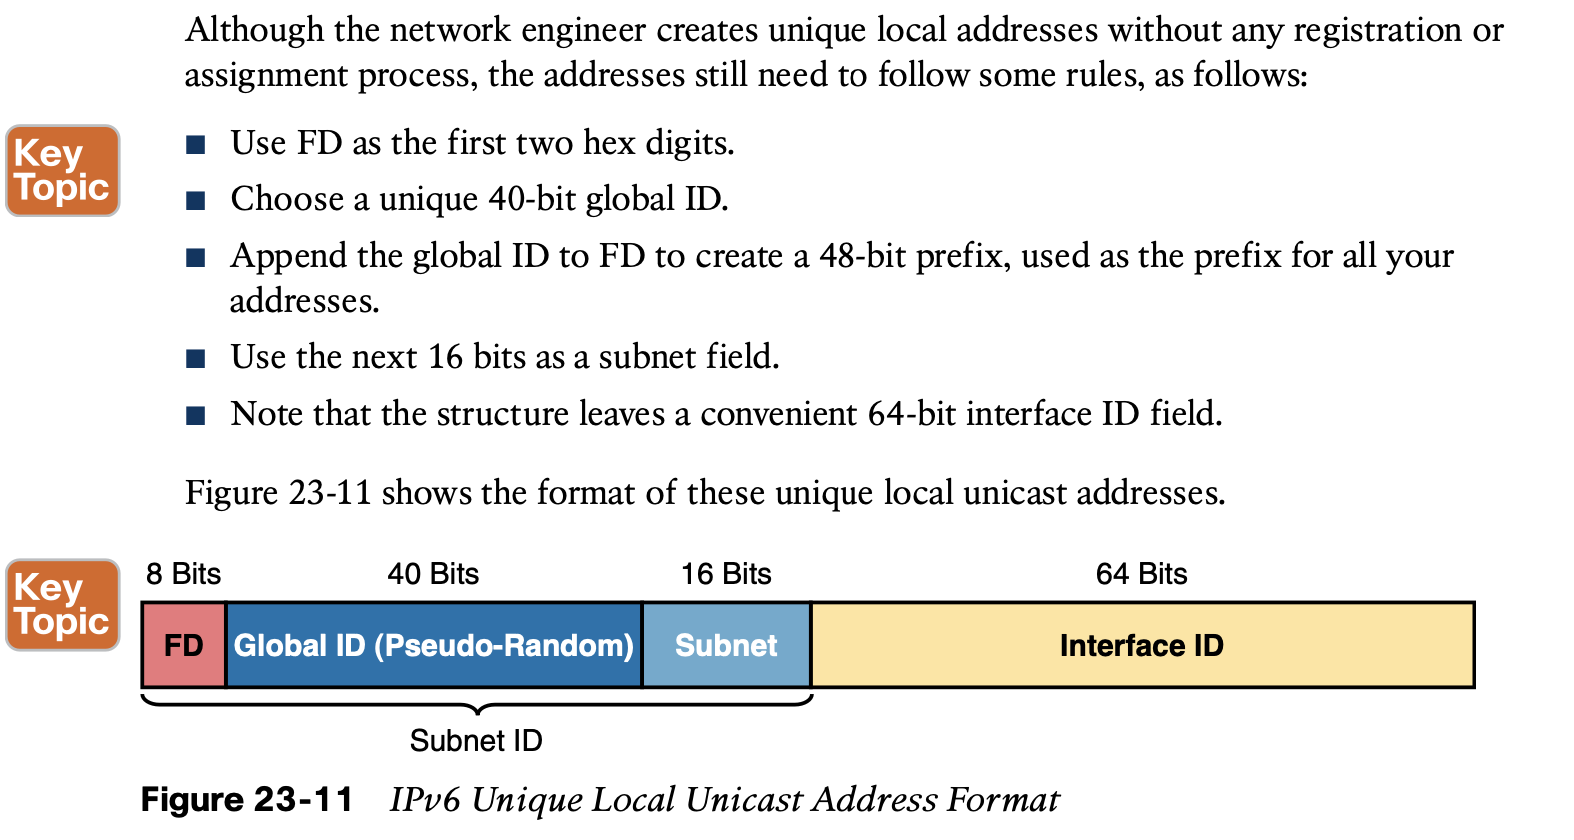 Although the network engineer creates unique local addresses without any registration or
assignment process, the addresses still need to follow some rules, as follows:
Key
Topic
■ Use FD as the first two hex digits.
■ Choose a unique 40-bit global ID.
■ Append the global ID to FD to create a 48-bit prefix, used as the prefix for all your
addresses.
■ Use the next 16 bits as a subnet field.
■ Note that the structure leaves a convenient 64-bit interface ID field.
Figure 23-11 shows the format of these unique local unicast addresses.
Key
Topic
8 Bits 40 Bits 16 Bits 64 Bits
FD Global ID (Pseudo-Random) Subnet Interface ID
Subnet ID
Figure 23-11 IPv6 Unique Local Unicast Address Format